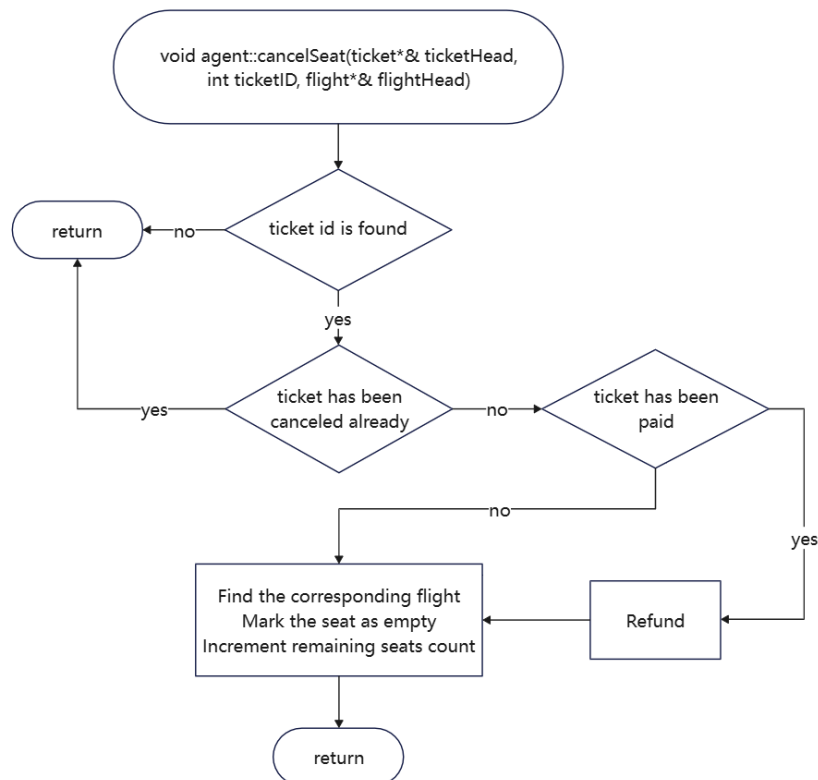 void agent::cancelSeat(ticket*& ticketHead,
int ticketID, flight*& flightHead)
return
no
ticket id is found
yes
yes
ticket has been
canceled already
no
ticket has been
paid
no
yes
Find the corresponding flight
Mark the seat as empty
Increment remaining seats count
Refund
return